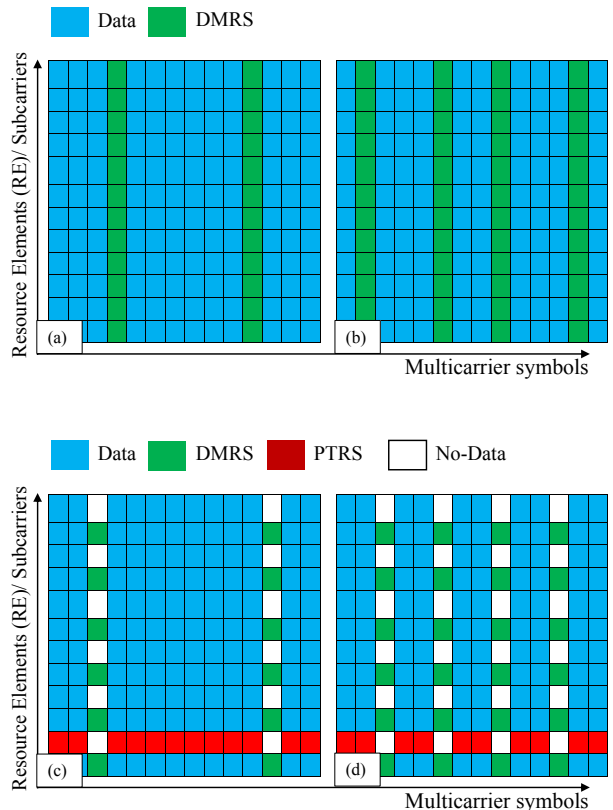 Data DMRS
Resource Elements (RE)/ Subcarriers
(a) (b)
Multicarrier symbols
Data DMRS PTRS No-Data
Resource Elements (RE)/ Subcarriers
(c) (d)
Multicarrier symbols